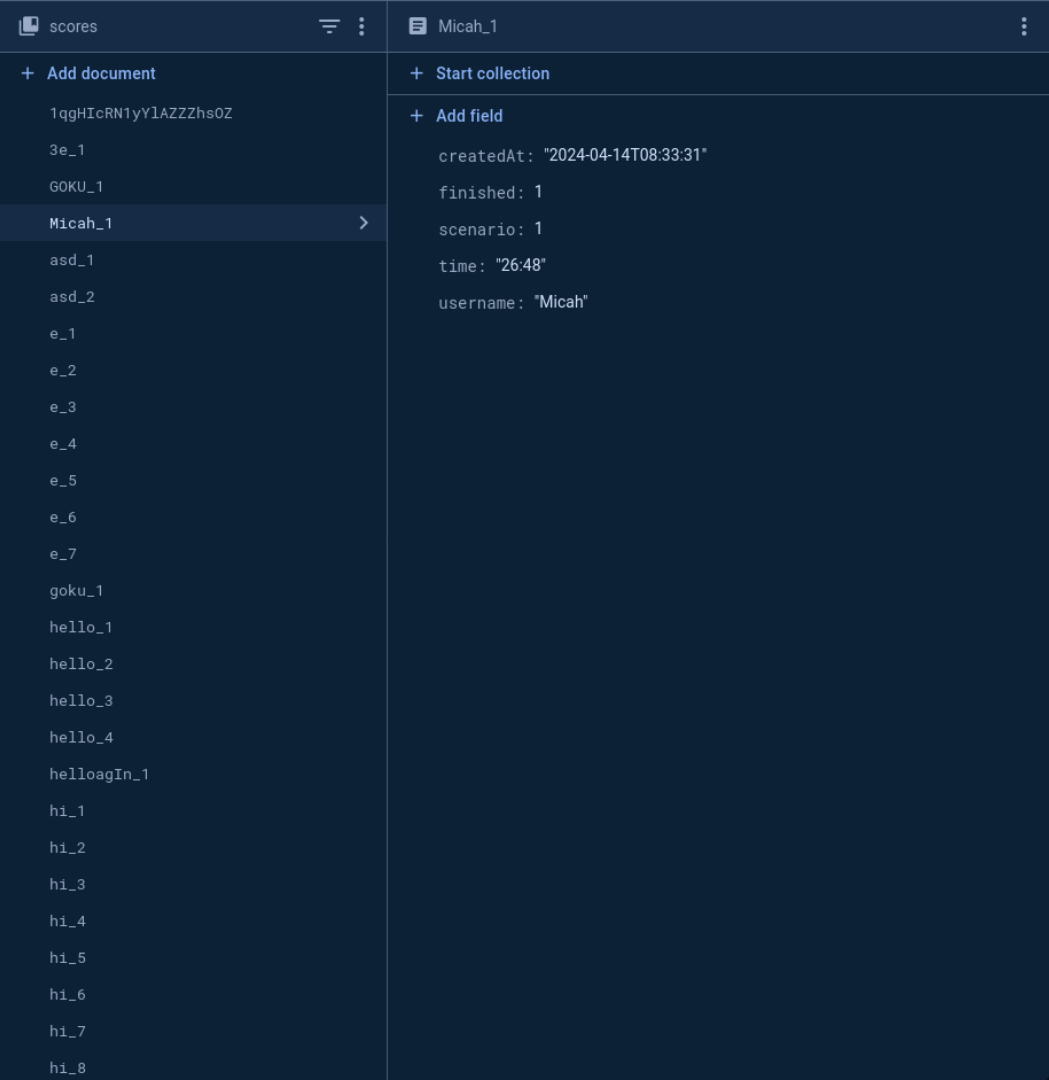 scores
Add document
1qgHIcRN1yYlAZZZhsOZ
3e_1
GOKU_1
Micah_1
asd_1
asd_2
e_1
e_2
e_3
e_4
e_5
e_6
e_7
goku_1
hello_1
hello_2
hello_3
hello_4
helloagIn_1
hi_1
hi_2
hi_3
hi_4
hi_5
hi_6
hi_7
hi_8
Micah_1
Start collection
Add field
createdAt: "2024-04-14T08:33:31"
finished: 1
scenario: 1
time: "26:48"
username: "Micah"